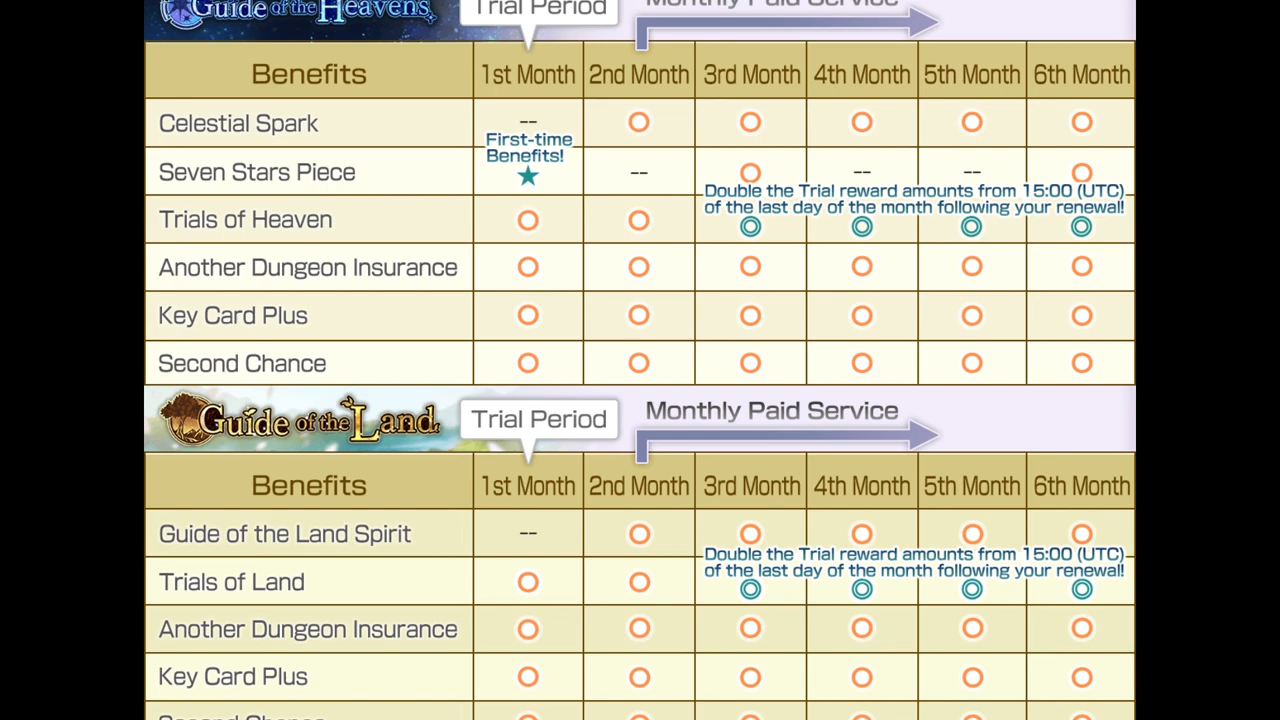 Guide of the Heavens Trial Period Monthly Paid Service
Benefits 1st Month 2nd Month 3rd Month 4th Month 5th Month 6th Month
Celestial Spark --
First-time
Benefits!
Seven Stars Piece -- -- --
Double the Trial reward amounts from 15:00 (UTC)
of the last day of the month following your renewal!
Trials of Heaven
Another Dungeon Insurance
Key Card Plus
Second Chance
Guide of the Land Trial Period Monthly Paid Service
Benefits 1st Month 2nd Month 3rd Month 4th Month 5th Month 6th Month
Guide of the Land Spirit --
Double the Trial reward amounts from 15:00 (UTC)
of the last day of the month following your renewal!
Trials of Land
Another Dungeon Insurance
Key Card Plus
Second Chance